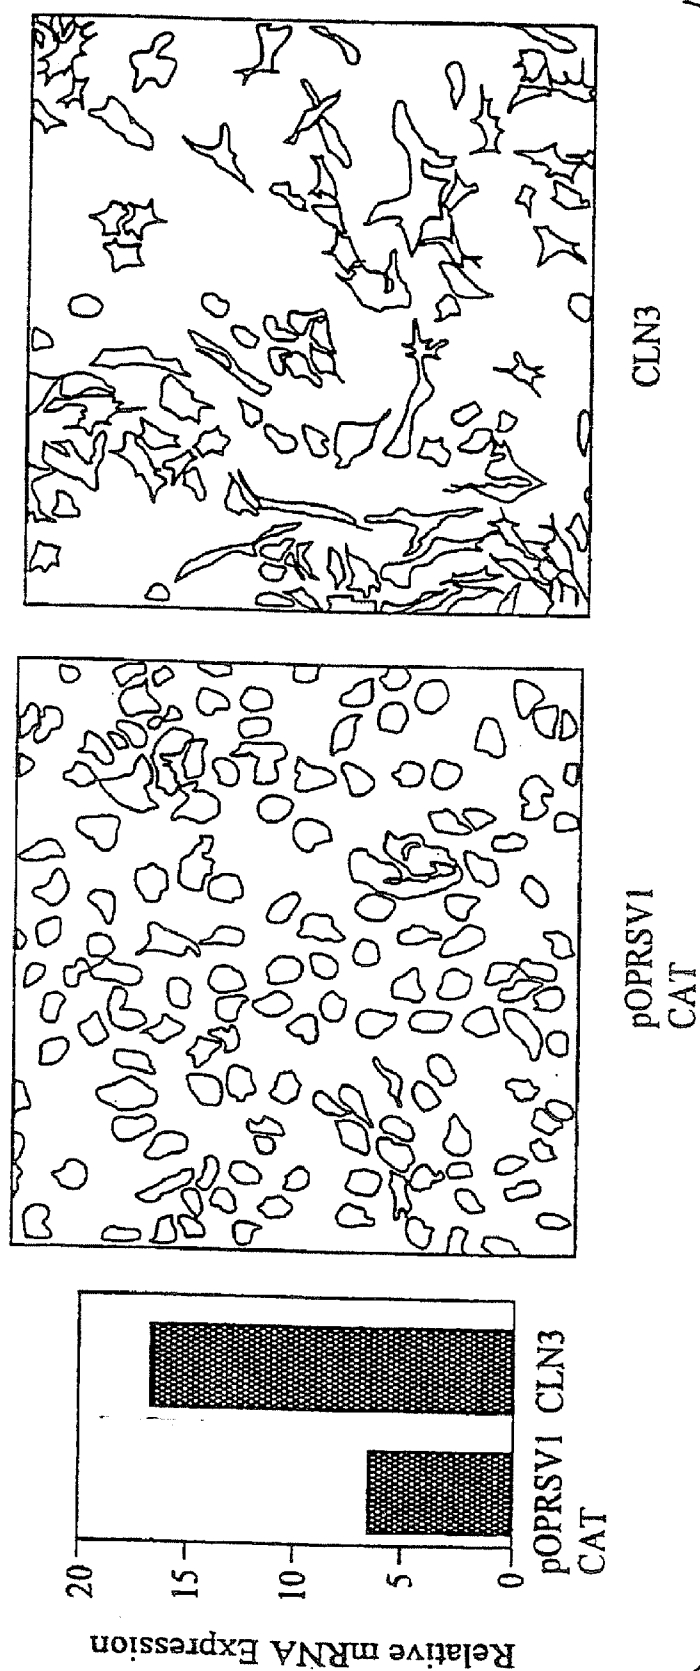 Relative mRNA Expression
20
15
10
5
0
pOPRSV1 CLN3
CAT
pOPRSV1
CAT
CLN3